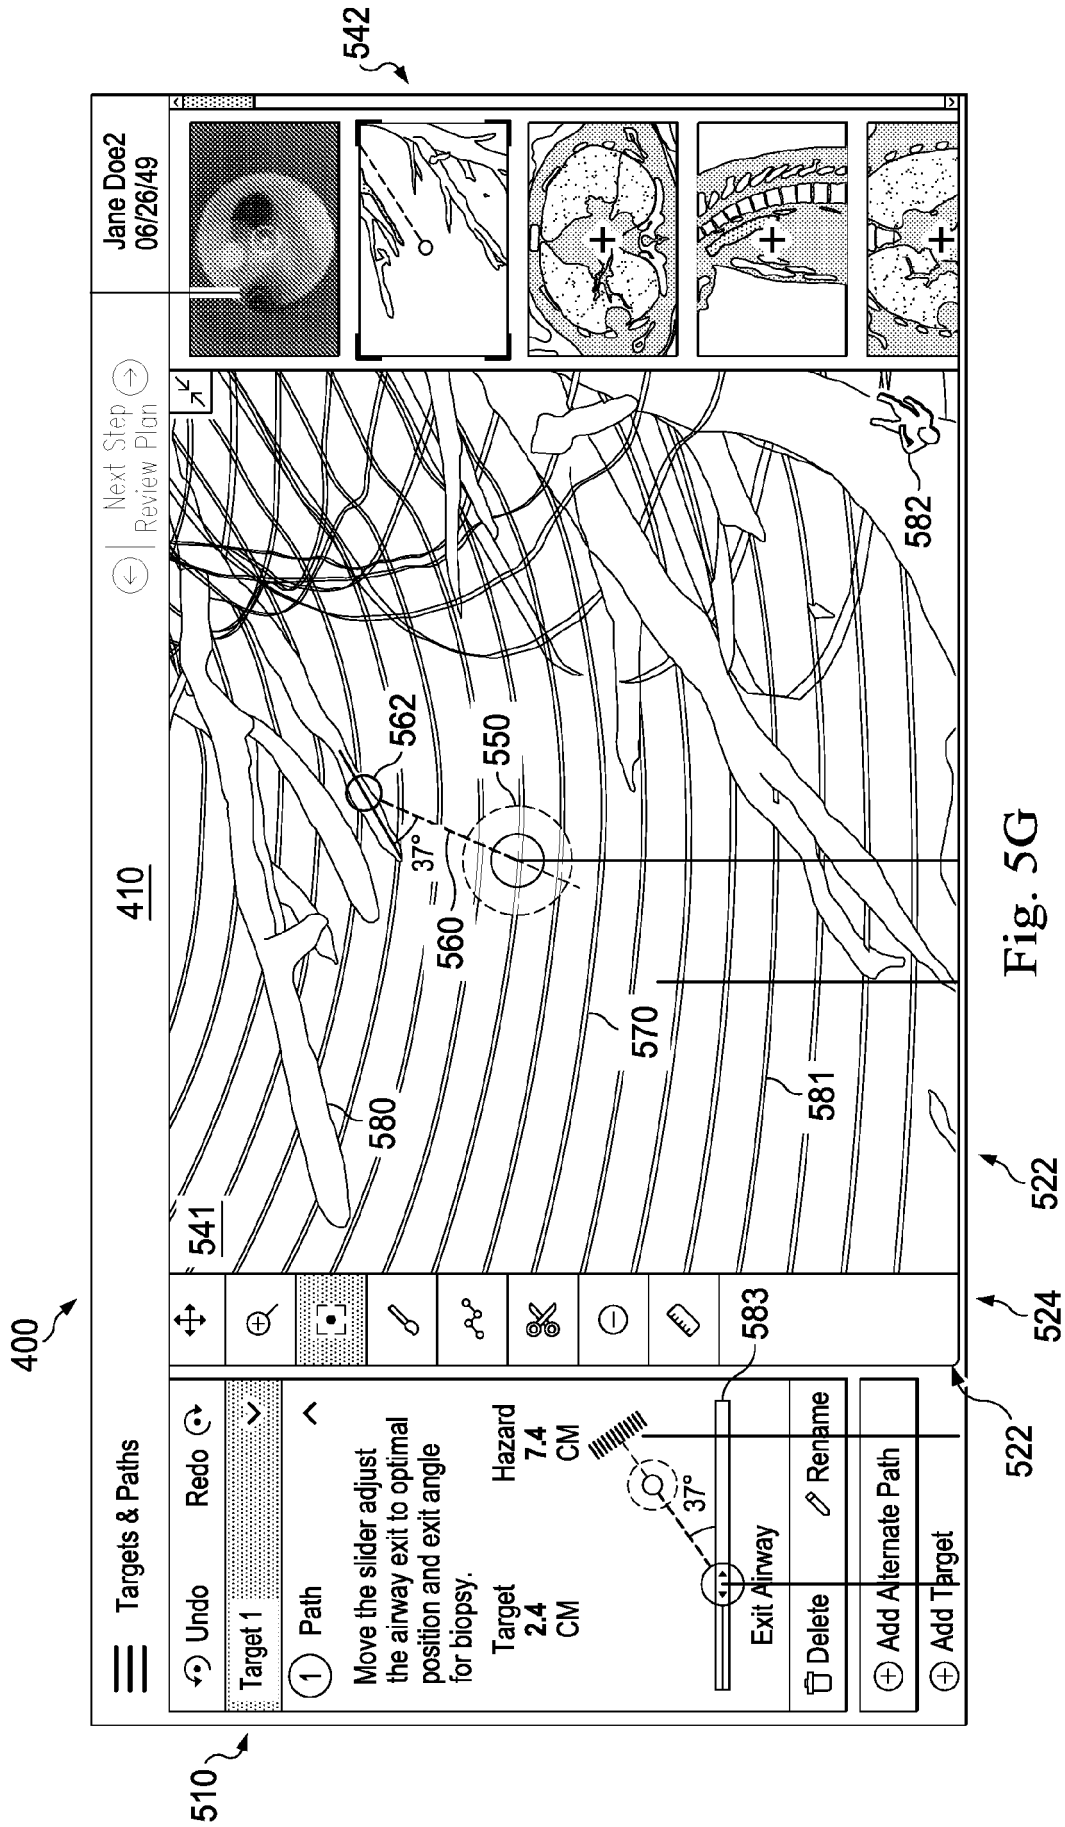 400
410
Targets & Paths
Next Step
Review Plan
Jane Doe2
06/26/49
542
510
Undo
Redo
Target 1
1 Path
Move the slider adjust
the airway exit to optimal
position and exit angle
for biopsy.
Target
2.4
CM
Hazard
7.4
CM
37°
Exit Airway
583
Delete
Rename
Add Alternate Path
Add Target
522
524
522
541
580
560
37°
562
550
570
581
582
Fig. 5G